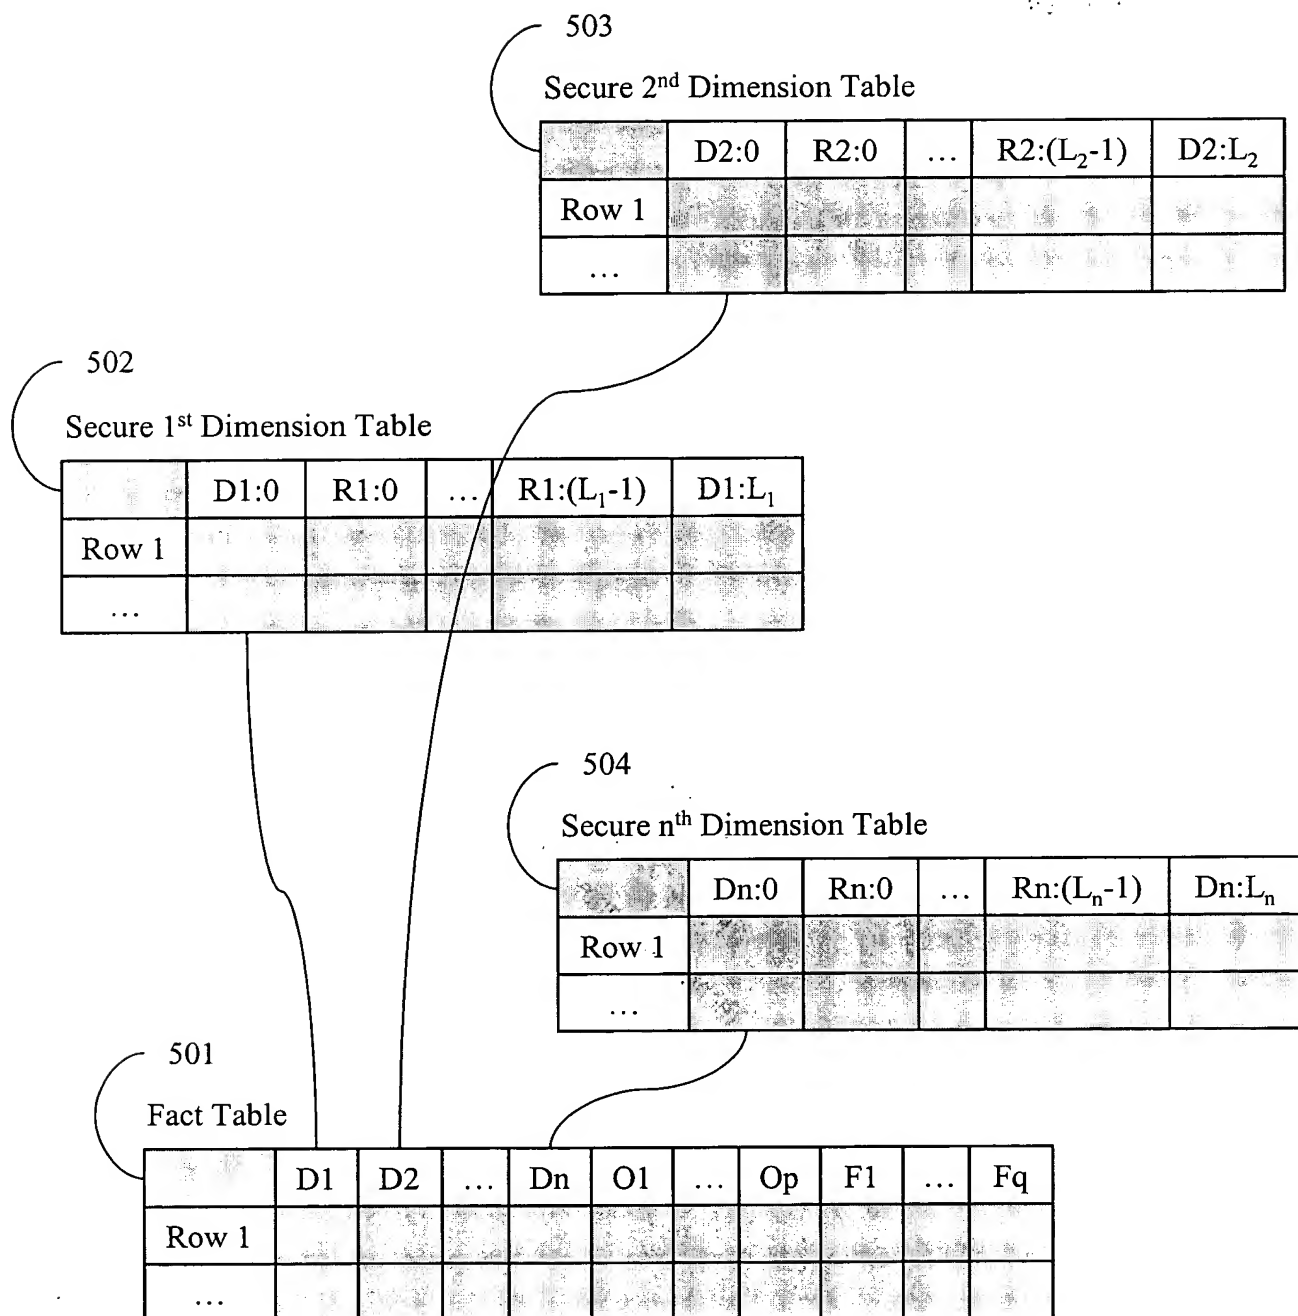 503
Secure 2nd Dimension Table
D2:0 R2:0 ... R2:(L2-1) D2:L2
Row 1
...
502
Secure 1st Dimension Table
D1:0 R1:0 ... R1:(L1-1) D1:L1
Row 1
...
504
Secure nth Dimension Table
Dn:0 Rn:0 ... Rn:(Ln-1) Dn:Ln
Row 1
...
501
Fact Table
D1 D2 ... Dn O1 ... Op F1 ... Fq
Row 1
...